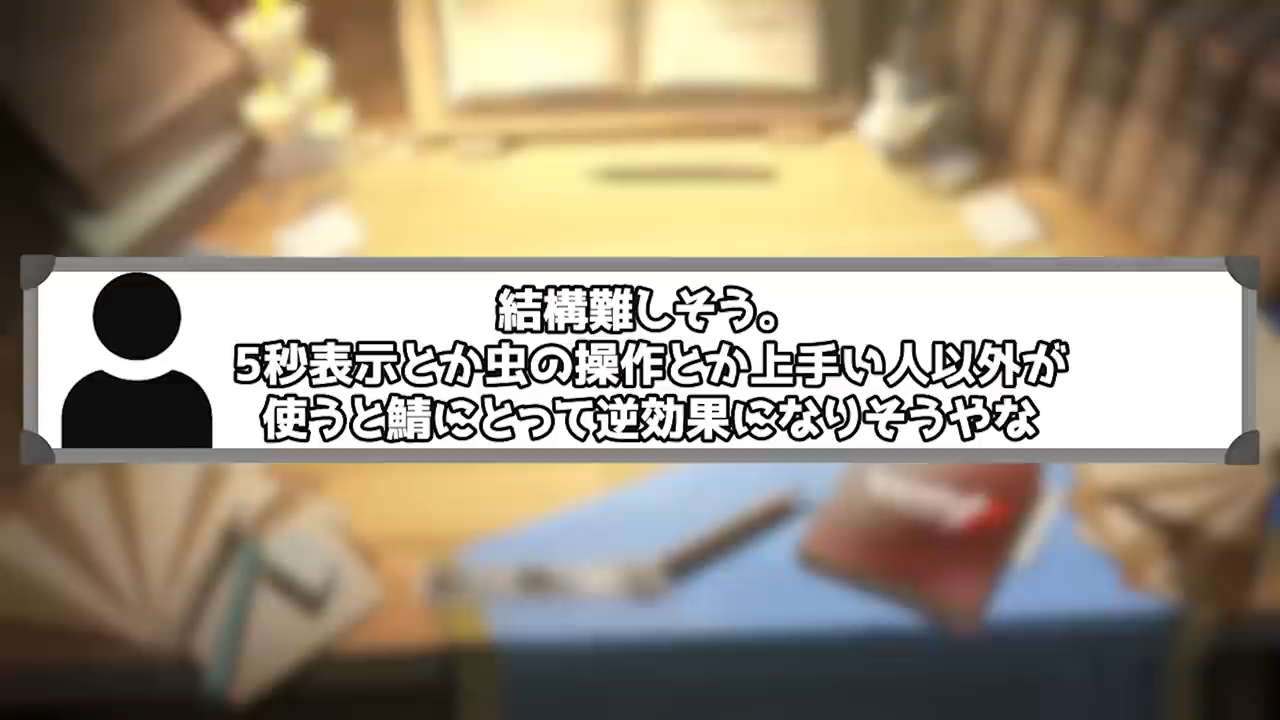 結構難しそう。
5秒表示とか虫の操作とか上手い人以外が
使うと鯖にとって逆効果になりそうやな